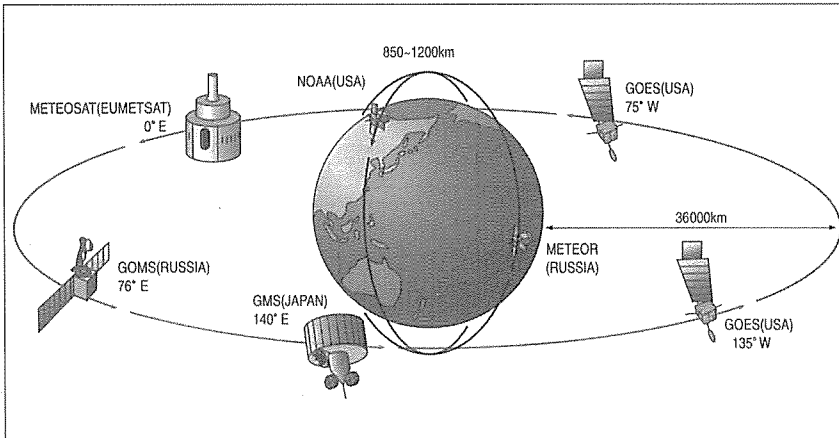 850~1200km
NOAA(USA)
GOES(USA)
75° W
METEOSAT(EUMETSAT)
0° E
36000km
METEOR
(RUSSIA)
GOMS(RUSSIA)
76° E
GMS(JAPAN)
140° E
GOES(USA)
135° W